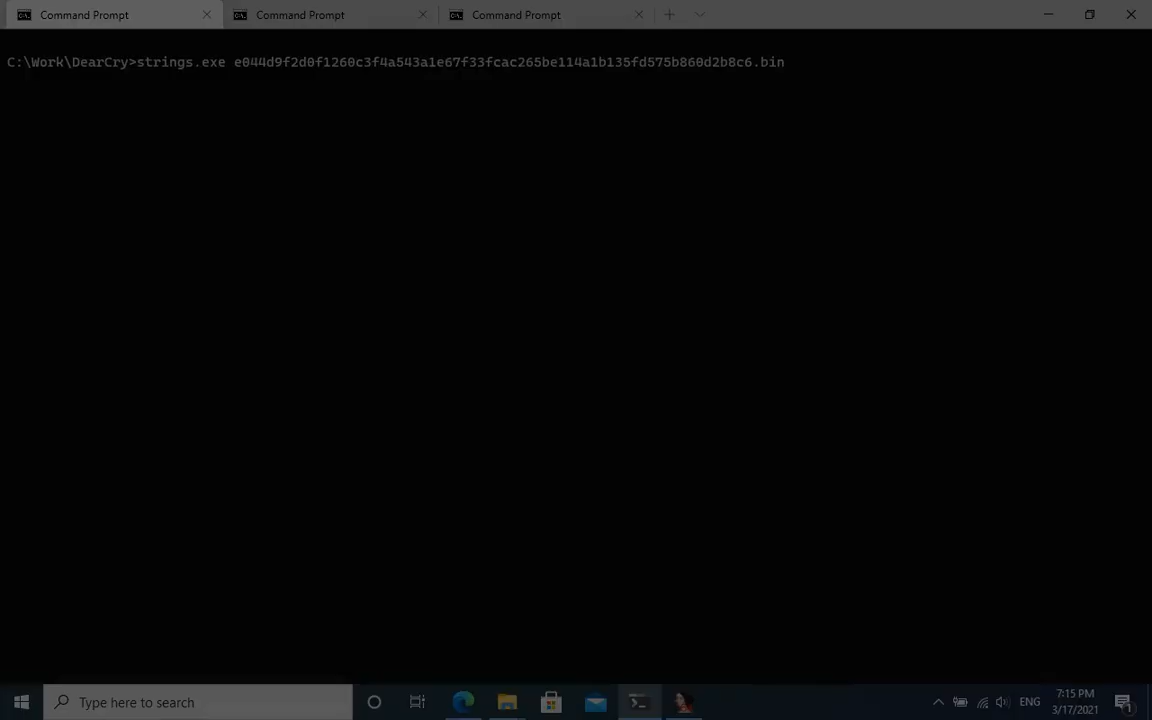 Command Prompt
Command Prompt
Command Prompt
C:\Work\DearCry>strings.exe e044d9f2d0f1260c3f4a543a1e67f33fcac265be114a1b135fd575b860d2b8c6.bin
Type here to search
ENG
7:15 PM
3/17/2021
1